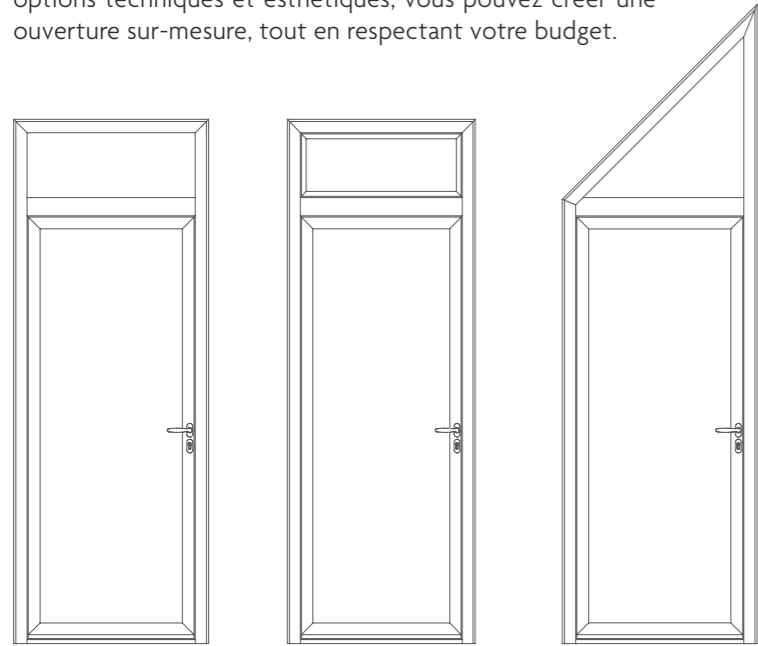 options techniques et esthétiques, vous pouvez créer une
ouverture sur-mesure, tout en respectant votre budget.